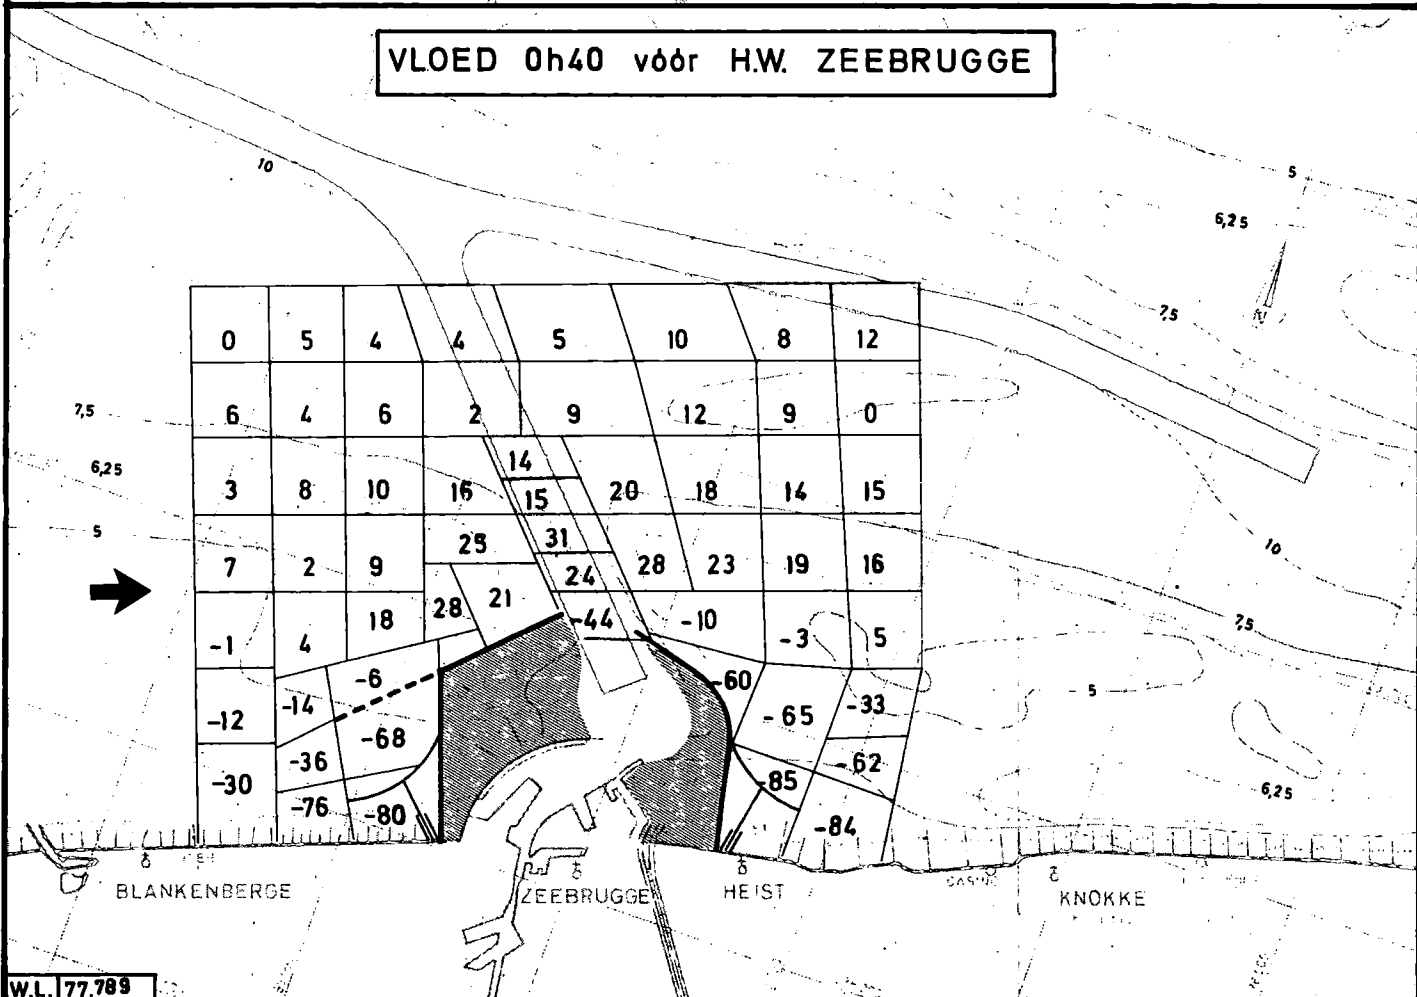 VLOED 0h40 vóór H.W. ZEEBRUGGE
10
5
6,25
7,5
N
0 5 4 4 5 10 8 12
7,5
6 4 6 2 9 12 9 0
14
6,25
3 8 10 16 15 20 18 14 15
5
25 31
10
7 2 9 24 28 23 19 16
28 21
-1 4 18 -44 -10 -3 5
7,5
-6 -60
5
-12 -14 -68 -65 -33
-30 -36 -85 -62
6,25
-76 -80 -84
BLANKENBERGE ZEEBRUGGE HEIST KNOKKE
CASINO
W.L. 77.789